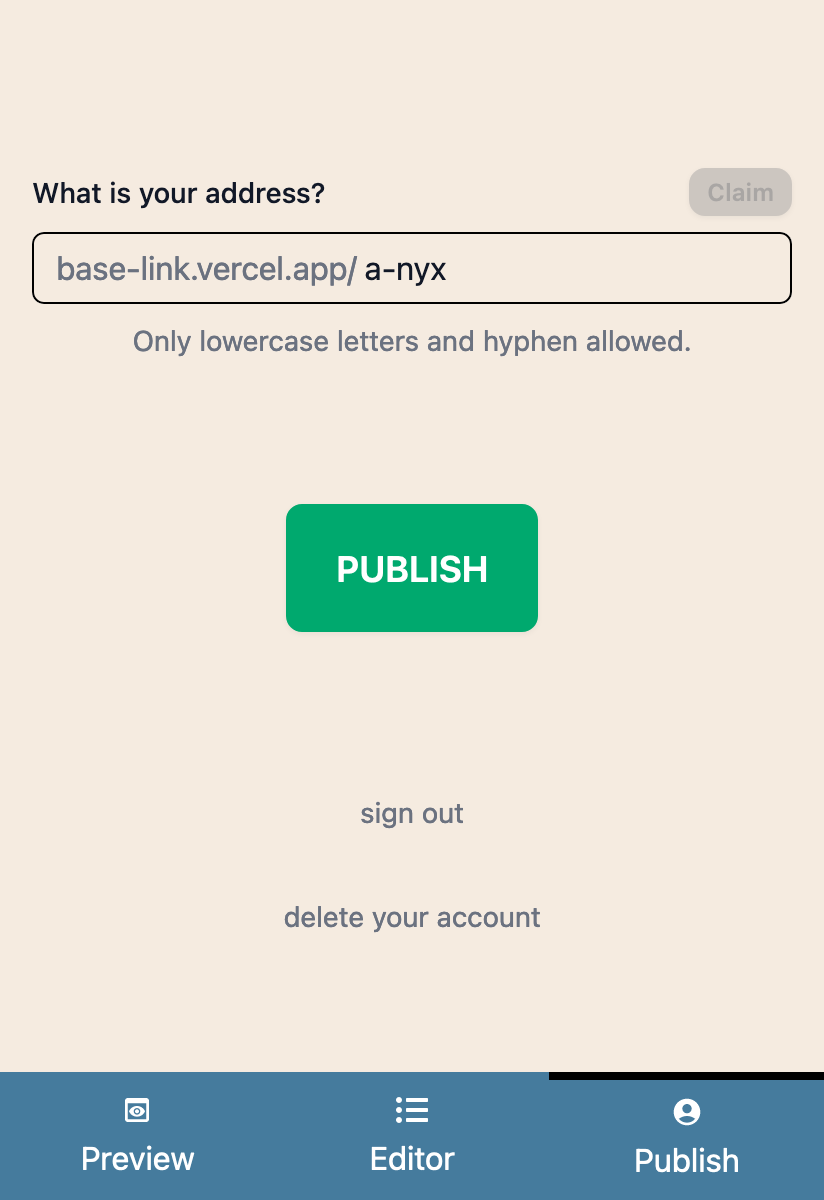 What is your address?
Claim
base-link.vercel.app/ a-nyx
Only lowercase letters and hyphen allowed.
PUBLISH
sign out
delete your account
Preview
Editor
Publish